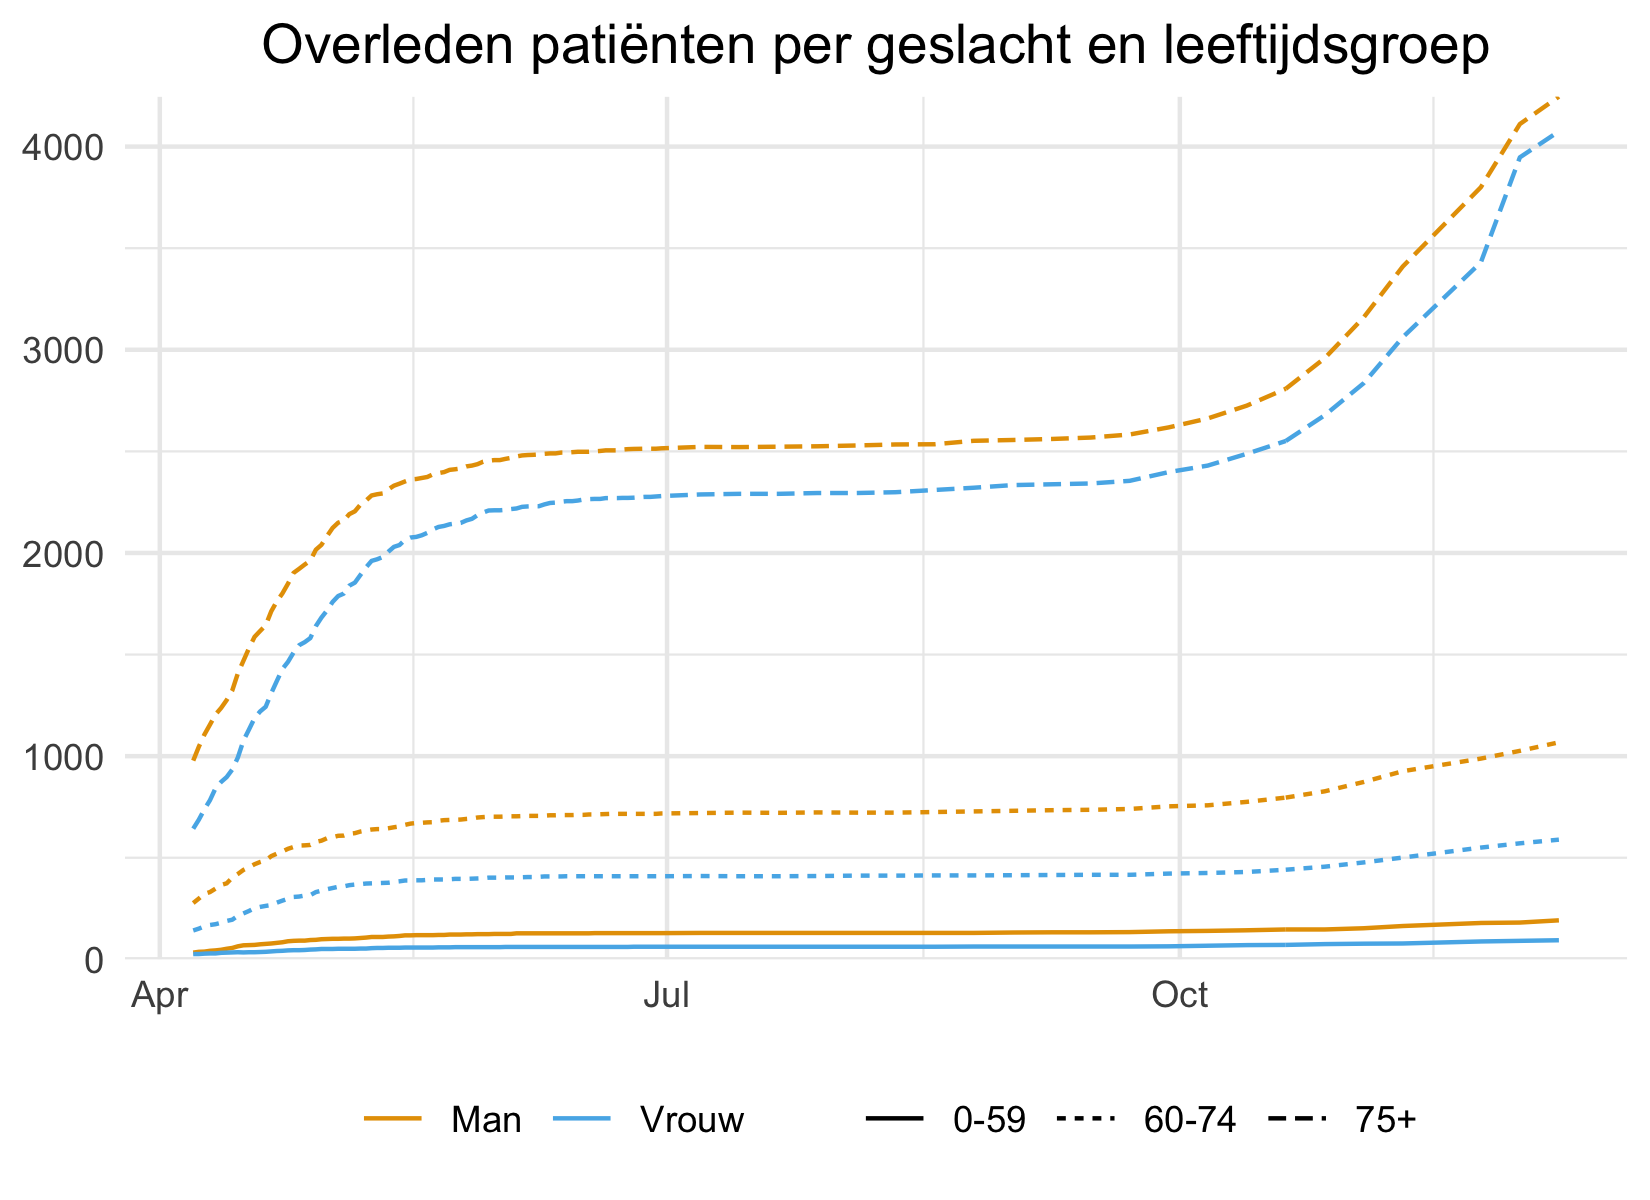 Overleden patiënten per geslacht en leeftijdsgroep
4000
3000
2000
1000
0
Apr Jul Oct
Man Vrouw 0-59 60-74 75+